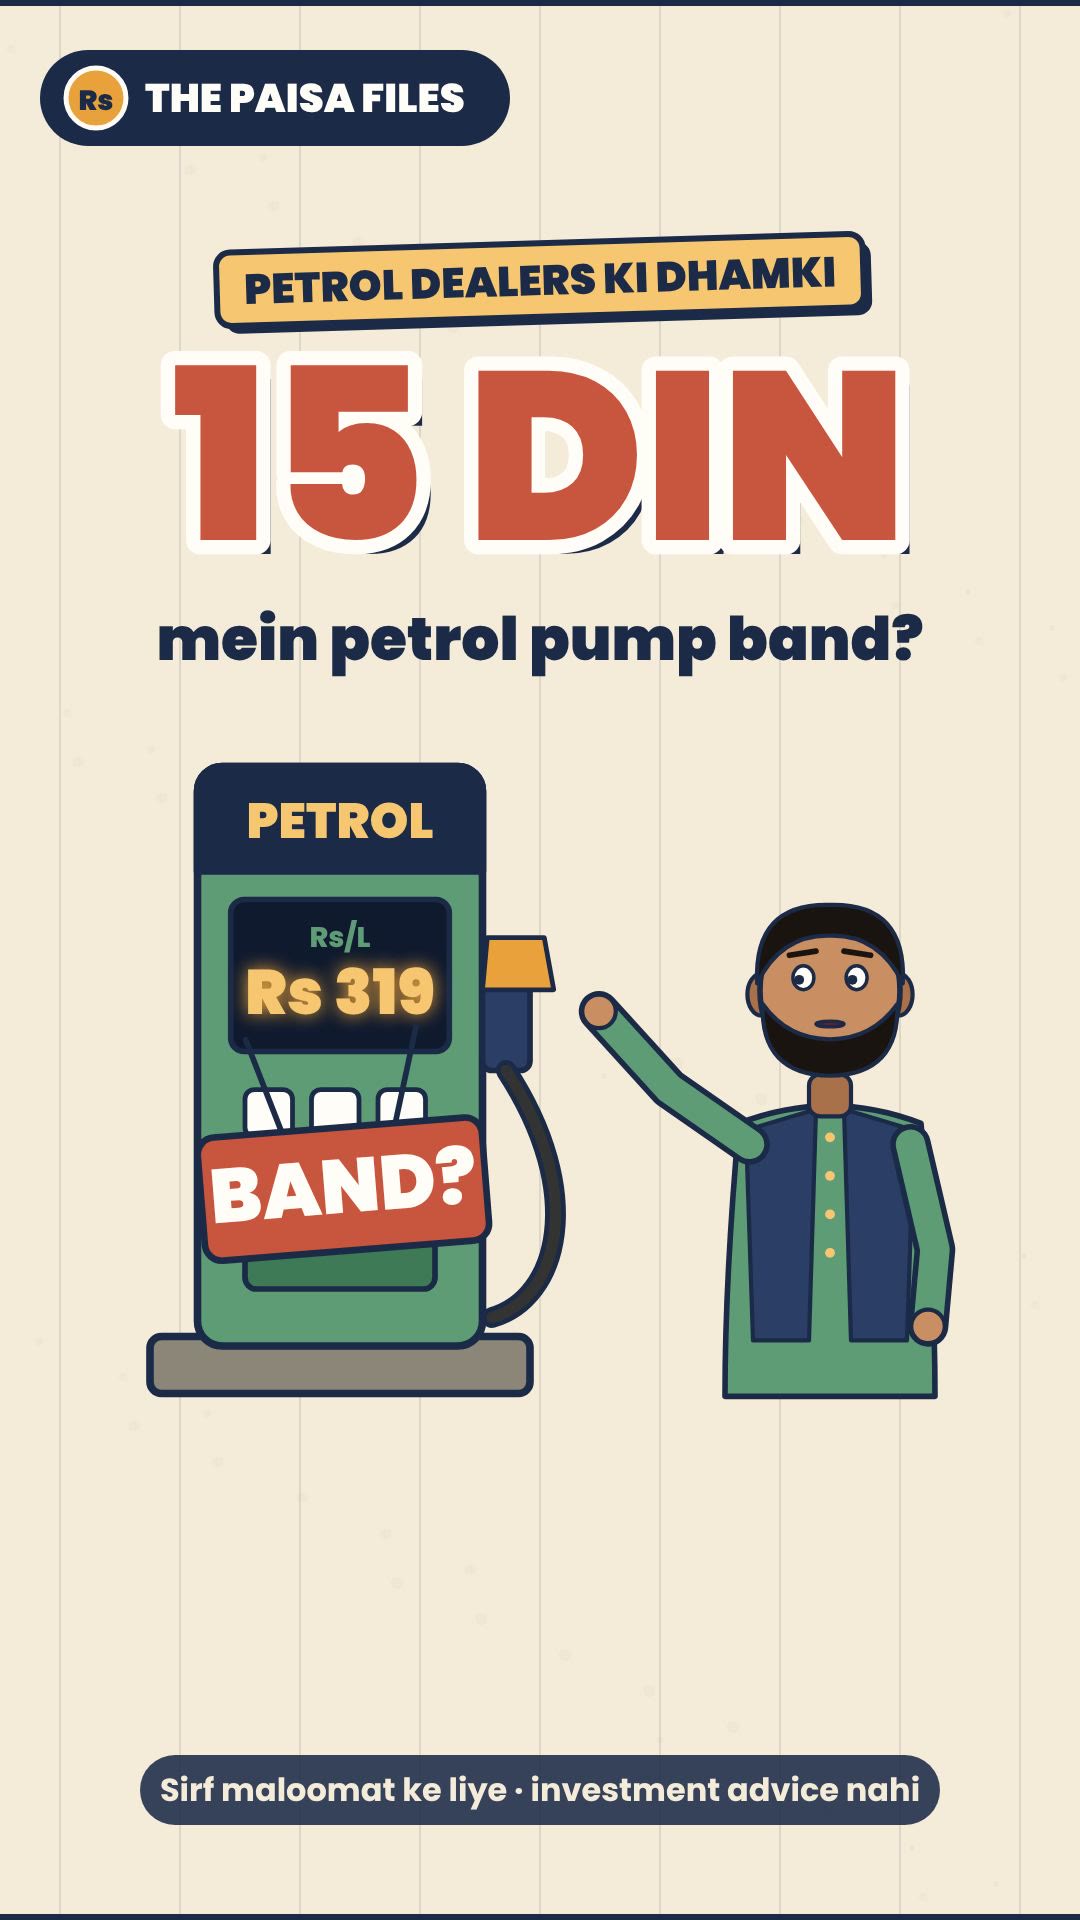 Rs THE PAISA FILES
PETROL DEALERS KI DHAMKI
15 DIN
mein petrol pump band?
PETROL
Rs/L
Rs 319
BAND?
Sirf maloomat ke liye · investment advice nahi